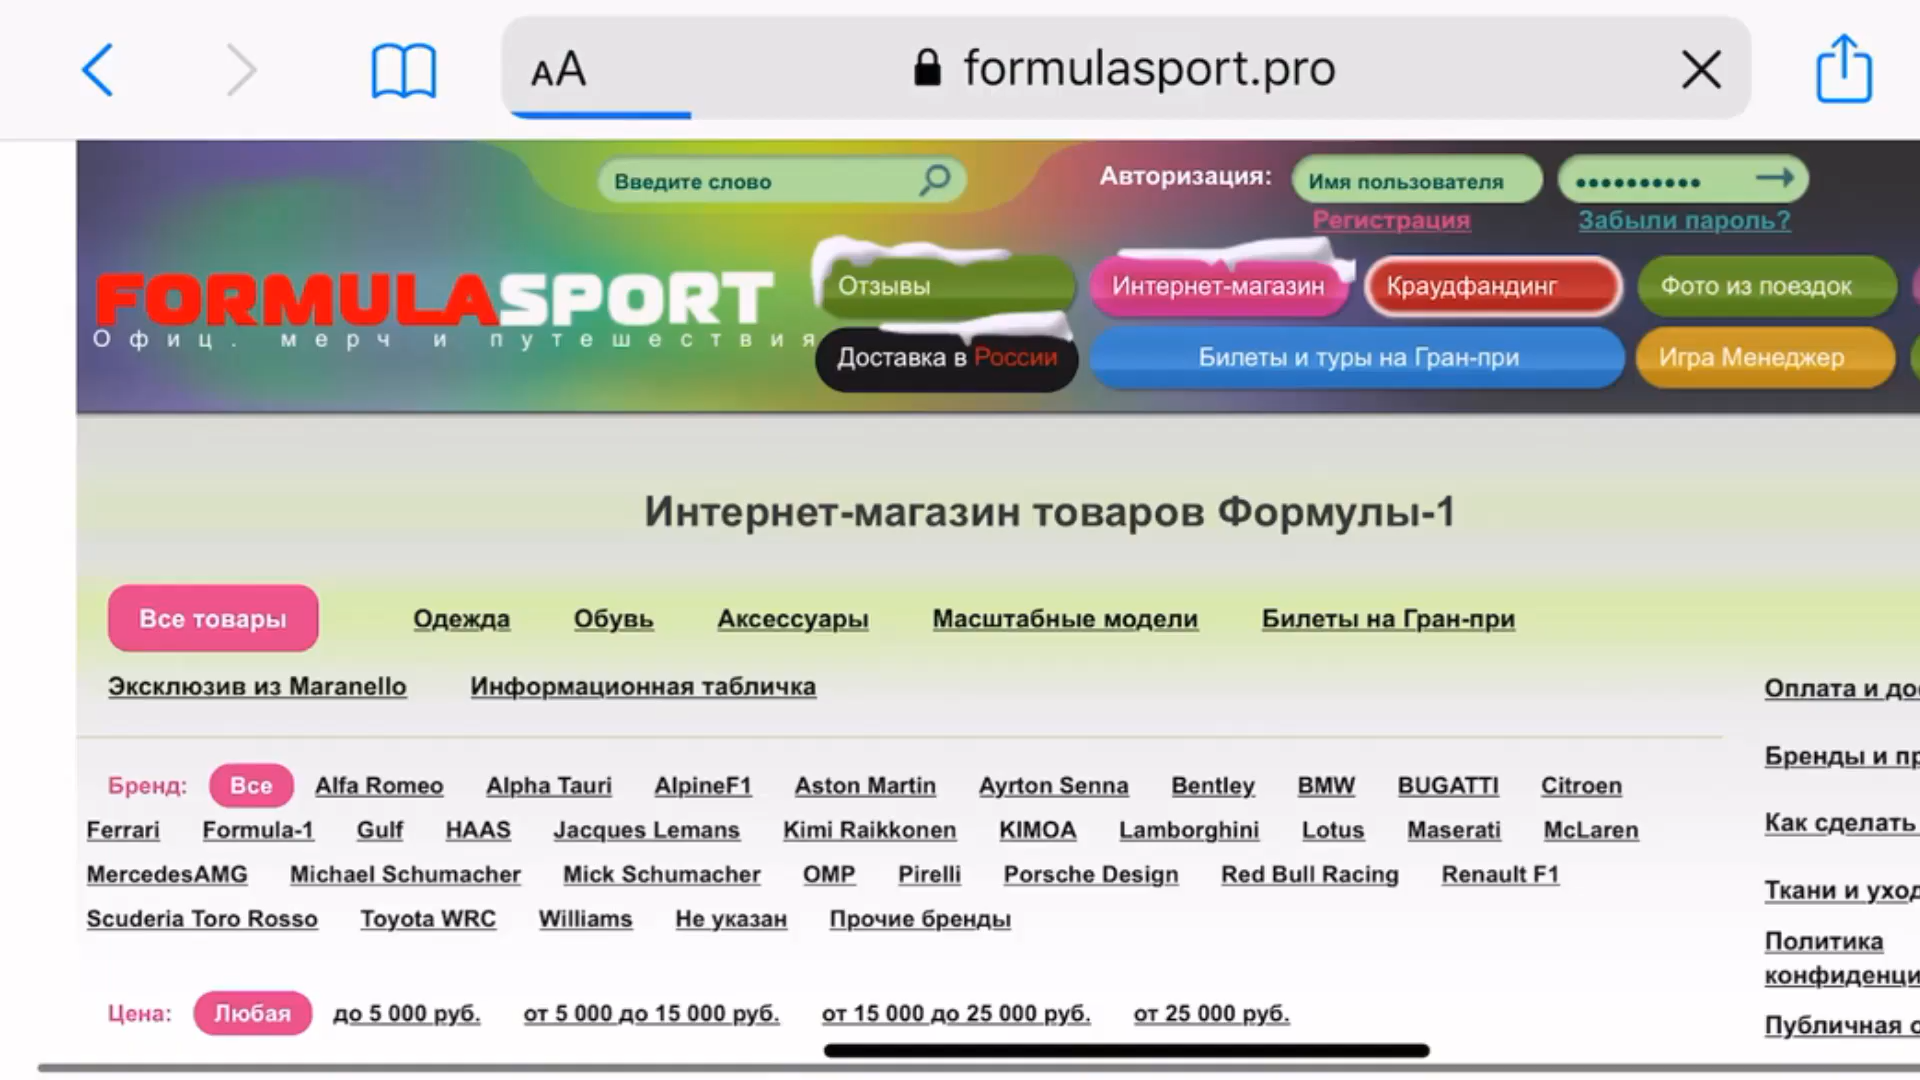 AA formulasport.pro
Введите слово
Авторизация: Имя пользователя
Регистрация Забыли пароль?
FORMULASPORT
Офиц. мерч и путешествия
Отзывы Интернет-магазин Краудфандинг Фото из поездок
Доставка в России Билеты и туры на Гран-при Игра Менеджер
Интернет-магазин товаров Формулы-1
Все товары Одежда Обувь Аксессуары Масштабные модели Билеты на Гран-при
Эксклюзив из Maranello Информационная табличка
Бренд: Все Alfa Romeo Alpha Tauri AlpineF1 Aston Martin Ayrton Senna Bentley BMW BUGATTI Citroen
Ferrari Formula-1 Gulf HAAS Jacques Lemans Kimi Raikkonen KIMOA Lamborghini Lotus Maserati McLaren
MercedesAMG Michael Schumacher Mick Schumacher OMP Pirelli Porsche Design Red Bull Racing Renault F1
Scuderia Toro Rosso Toyota WRC Williams Не указан Прочие бренды
Цена: Любая до 5 000 руб. от 5 000 до 15 000 руб. от 15 000 до 25 000 руб. от 25 000 руб.
Оплата и
Бренды и
Как сделать
Ткани и
Политика
Публичная